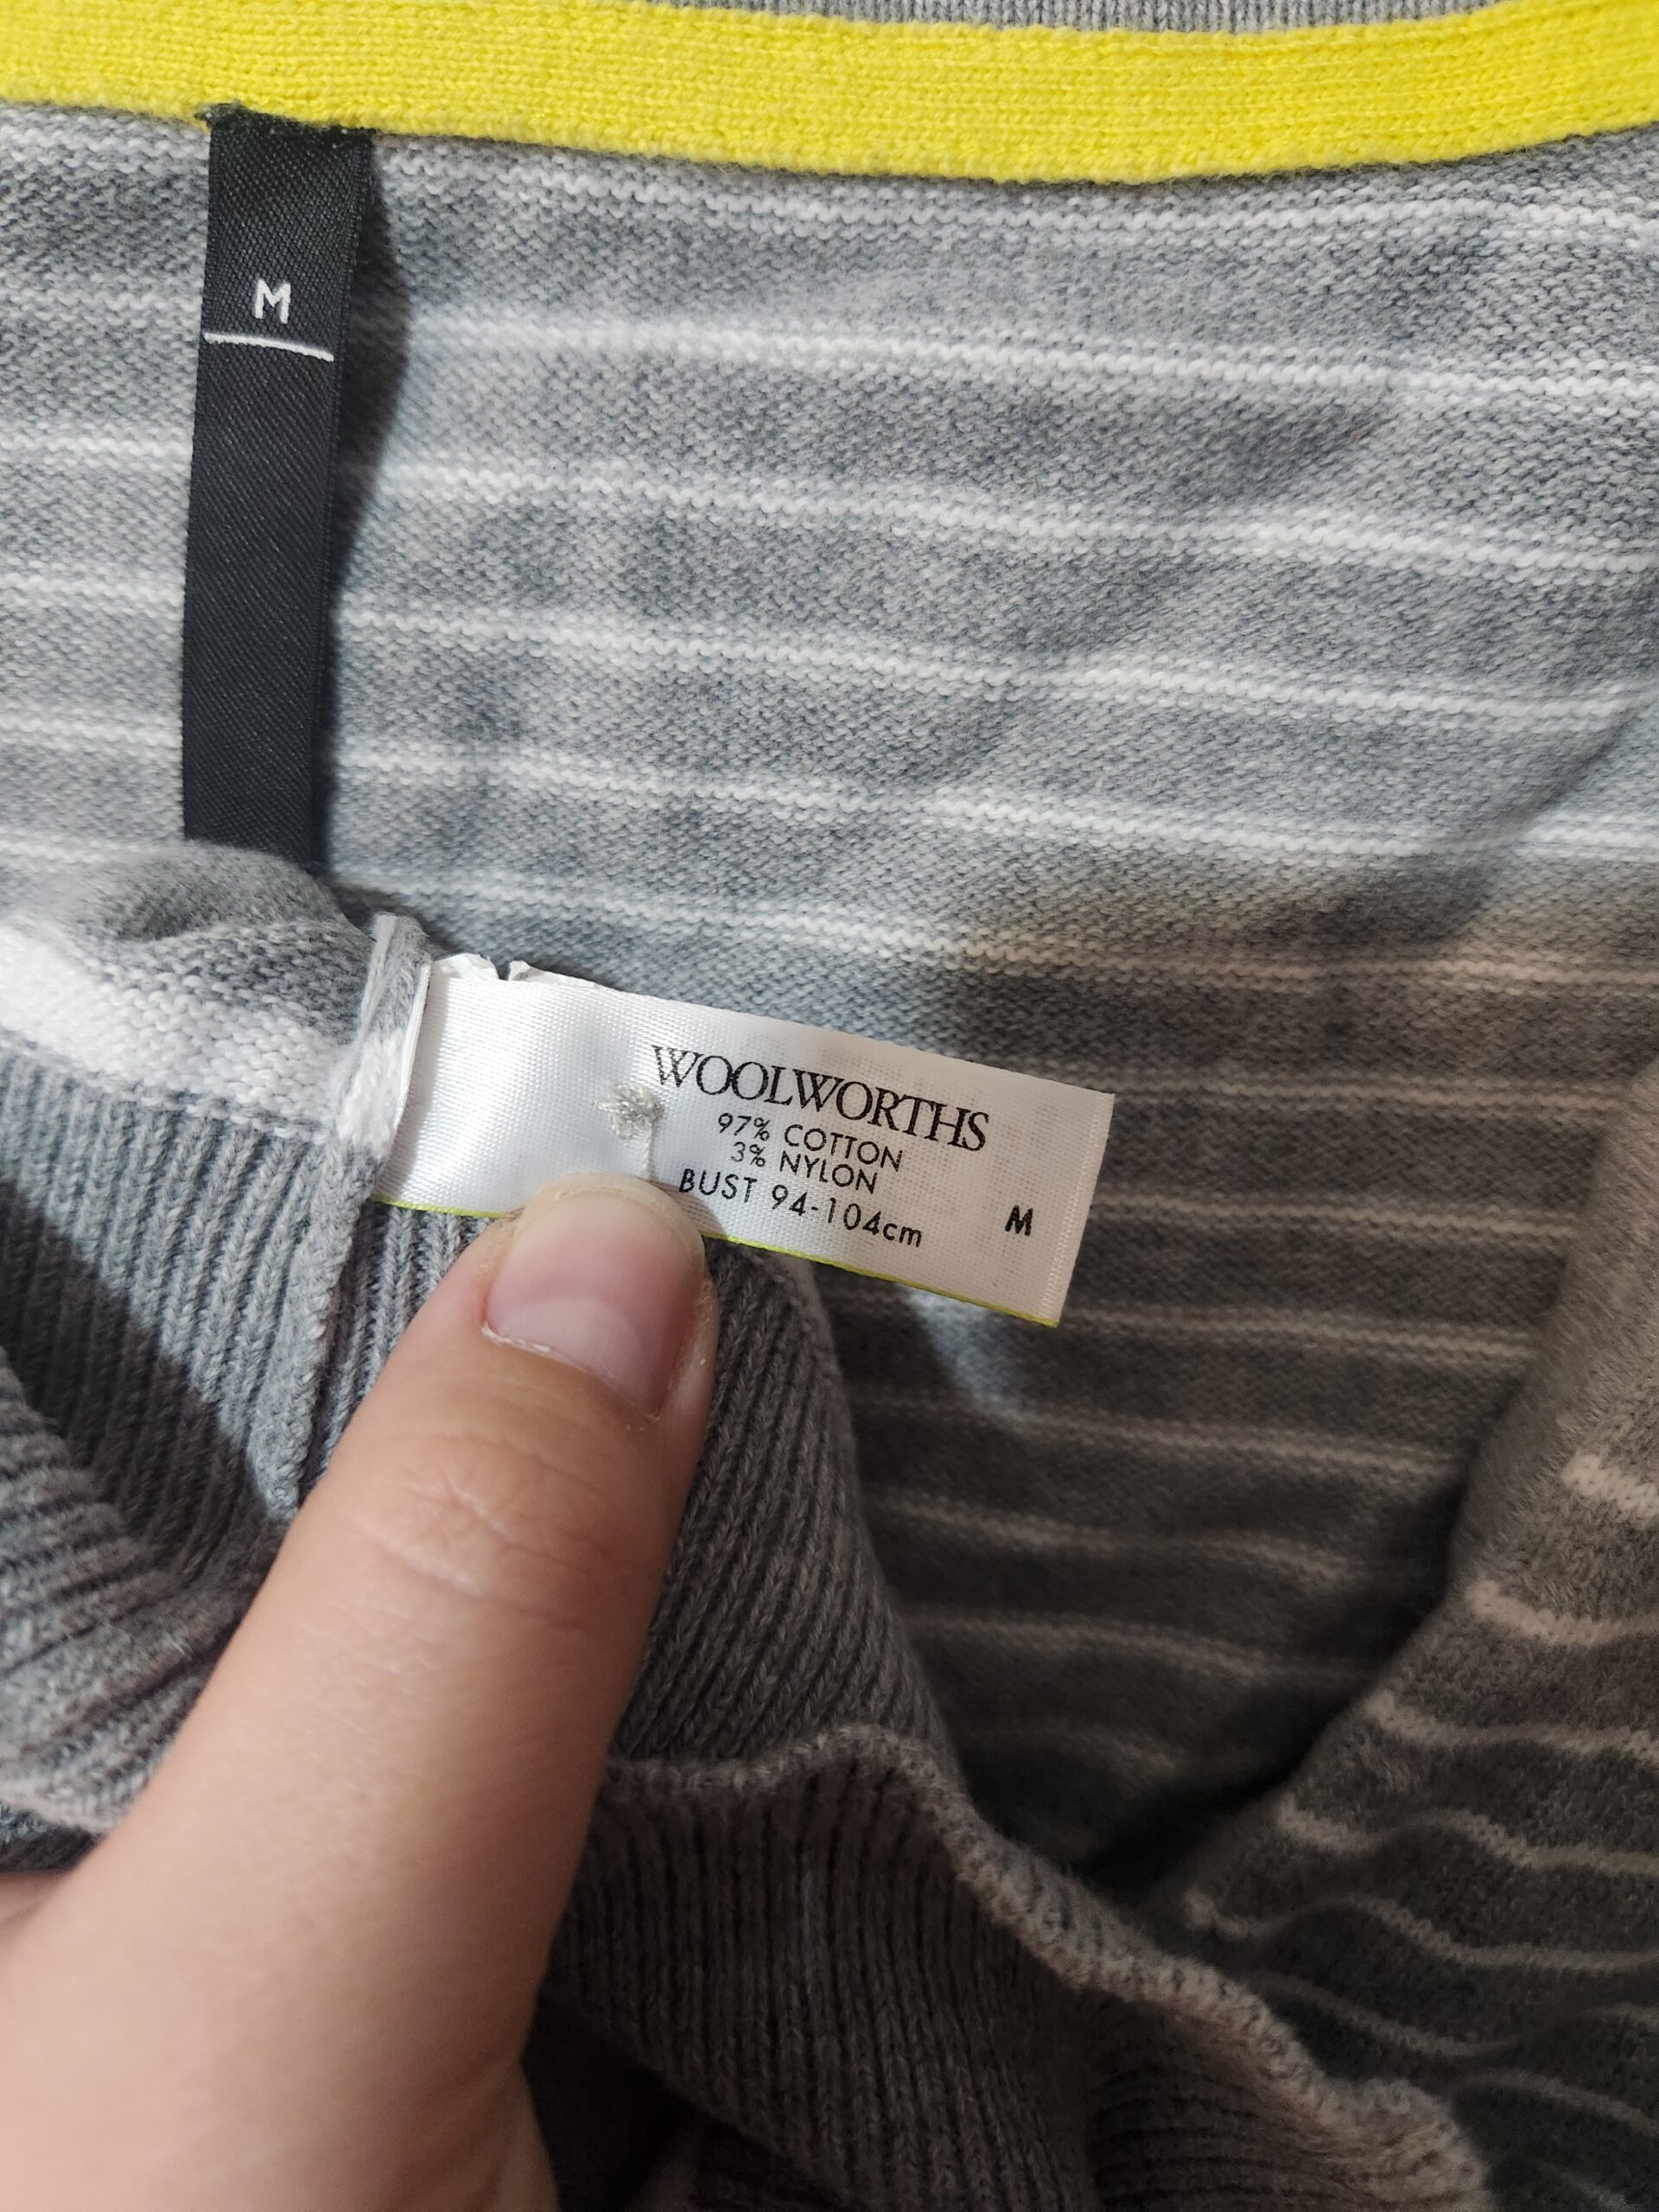 M
WOOLWORTHS
97% COTTON
3% NYLON
BUST 94-104cm
M